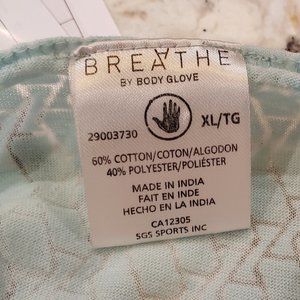 BREATHE
BY BODY GLOVE
29003730
XL/TG
60% COTTON/COTON/ALGODON
40% POLYESTER/POLIÉSTER
MADE IN INDIA
FAIT EN INDE
HECHO EN LA INDIA
CA12305
SGS SPORTS INC